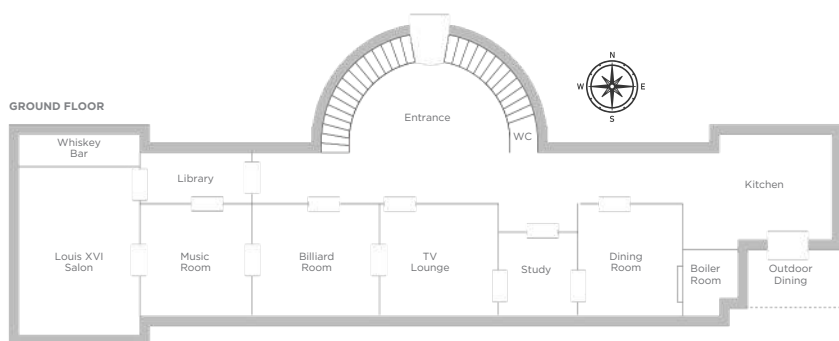 GROUND FLOOR
N
W
E
S
Entrance
WC
Whiskey
Bar
Library
Kitchen
Louis XVI
Salon
Music
Room
Billiard
Room
TV
Lounge
Study
Dining
Room
Boiler
Room
Outdoor
Dining